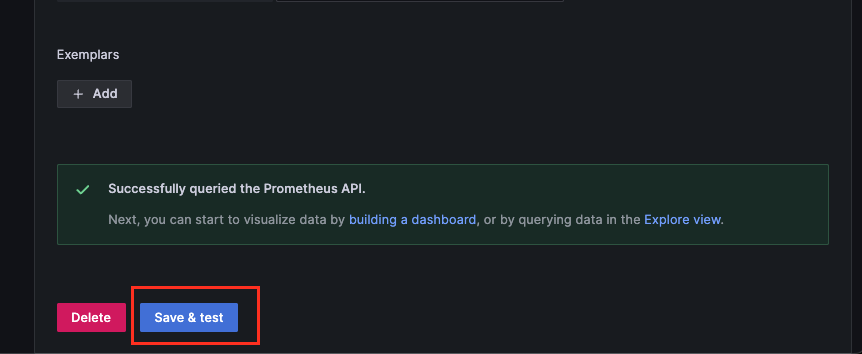 Exemplars
+ Add
Successfully queried the Prometheus API.
Next, you can start to visualize data by building a dashboard, or by querying data in the Explore view.
Delete
Save & test